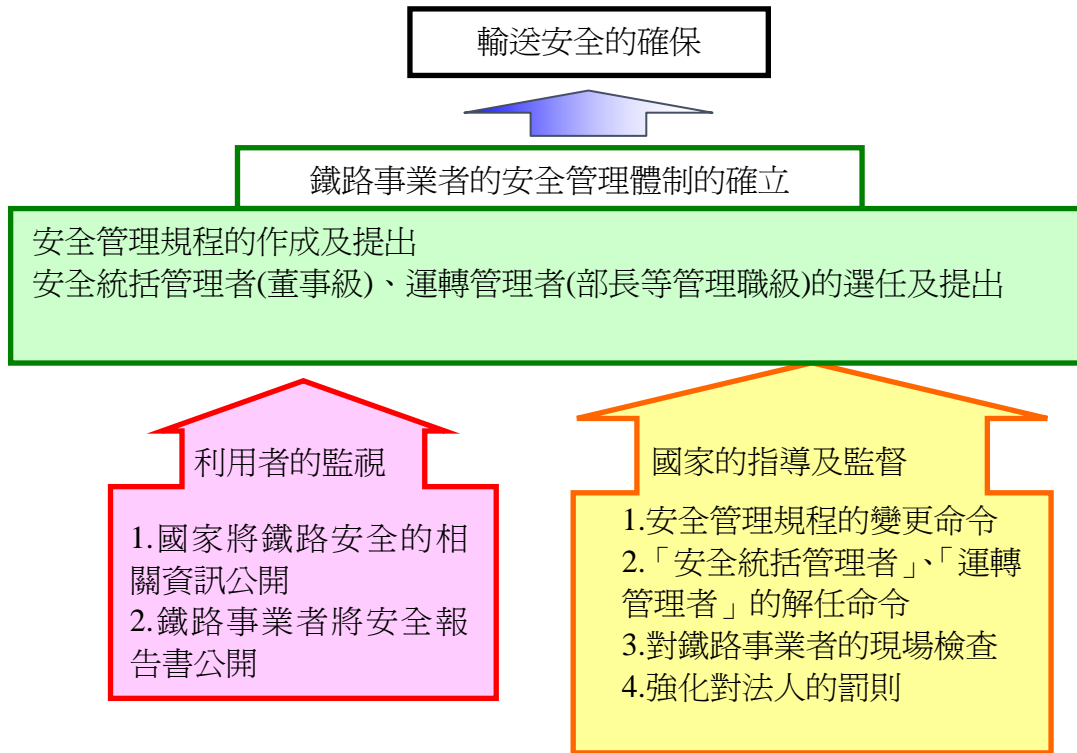 輸送安全的確保
鐵路事業者的安全管理體制的確立
安全管理規程的作成及提出
安全統括管理者(董事級)、運轉管理者(部長等管理職級)的選任及提出
利用者的監視
1.國家將鐵路安全的相
關資訊公開
2.鐵路事業者將安全報
告書公開
國家的指導及監督
1.安全管理規程的變更命令
2.「安全統括管理者」、「運轉
管理者」的解任命令
3.對鐵路事業者的現場檢查
4.強化對法人的罰則